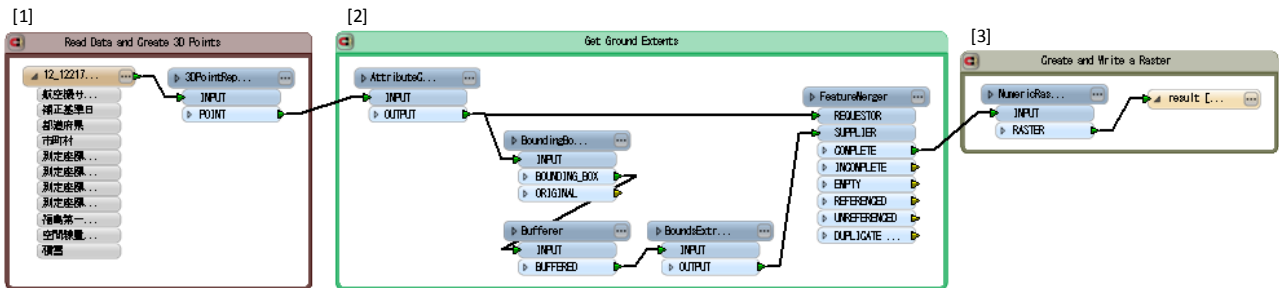 [1]
Read Data and Create 3D Points
12_12217...
航空機サ...
補正基準日
都道府県
市町村
測定座標...
測定座標...
測定座標...
測定座標...
福島第一...
空間線量...
積雪
3DPointRep...
INPUT
POINT
[2]
Get Ground Extents
AttributeC...
INPUT
OUTPUT
BoundingBo...
INPUT
BOUNDING_BOX
ORIGINAL
Bufferer
INPUT
BUFFERED
BoundsExtr...
INPUT
OUTPUT
FeatureMerger
REQUESTOR
SUPPLIER
COMPLETE
INCOMPLETE
EMPTY
REFERENCED
UNREFERENCED
DUPLICATE ...
[3]
Create and Write a Raster
NumericRas...
INPUT
RASTER
result [...